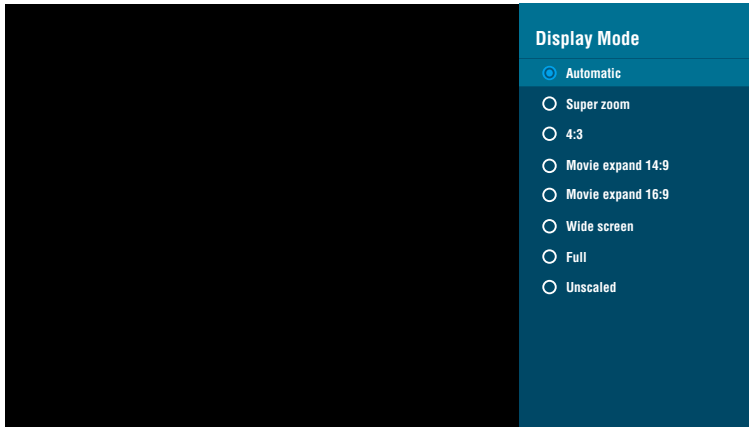 Display Mode
Automatic
Super zoom
4:3
Movie expand 14:9
Movie expand 16:9
Wide screen
Full
Unscaled